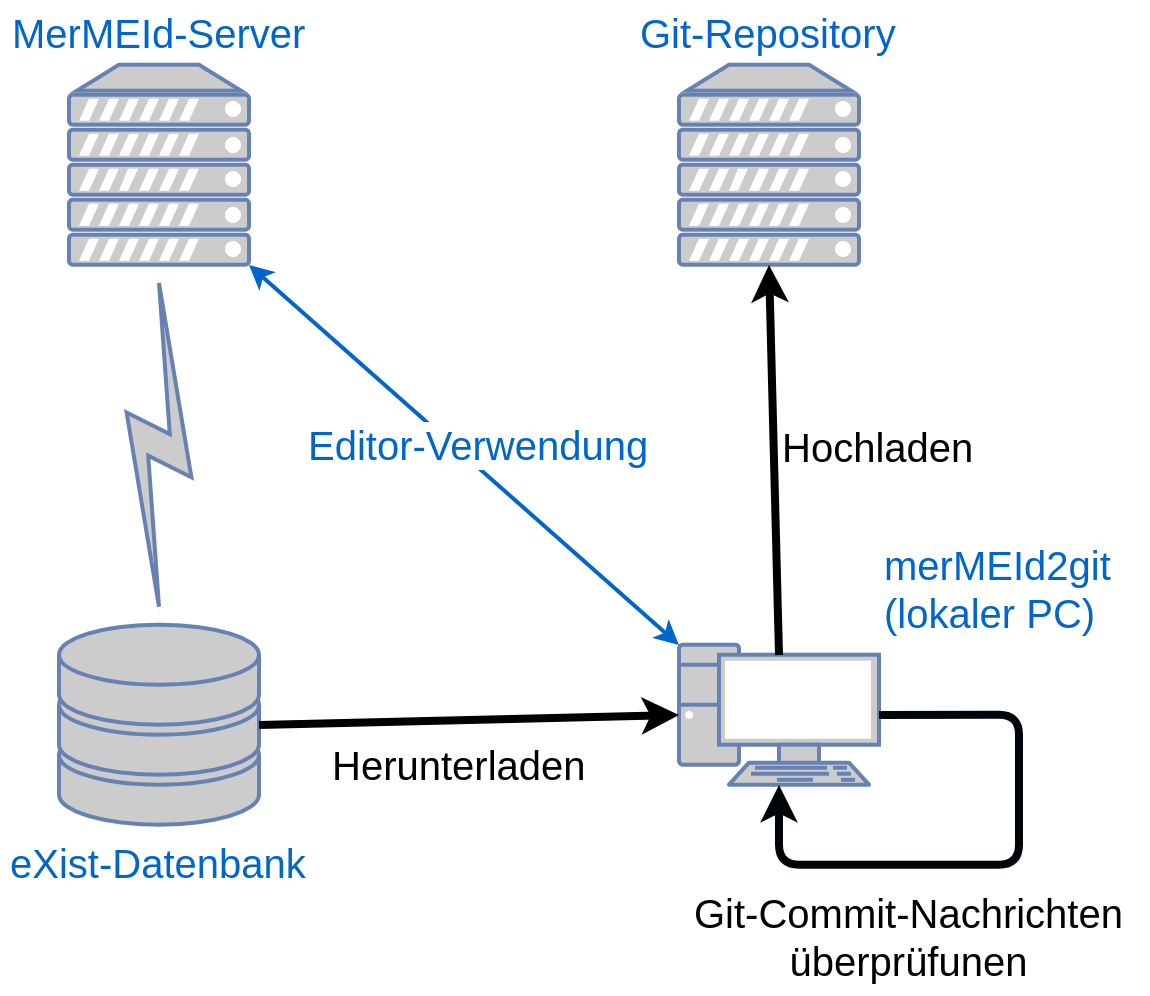 MerMEId-Server
Git-Repository
Editor-Verwendung
Hochladen
merMEId2git
(lokaler PC)
Herunterladen
eXist-Datenbank
Git-Commit-Nachrichten
überprüfunen